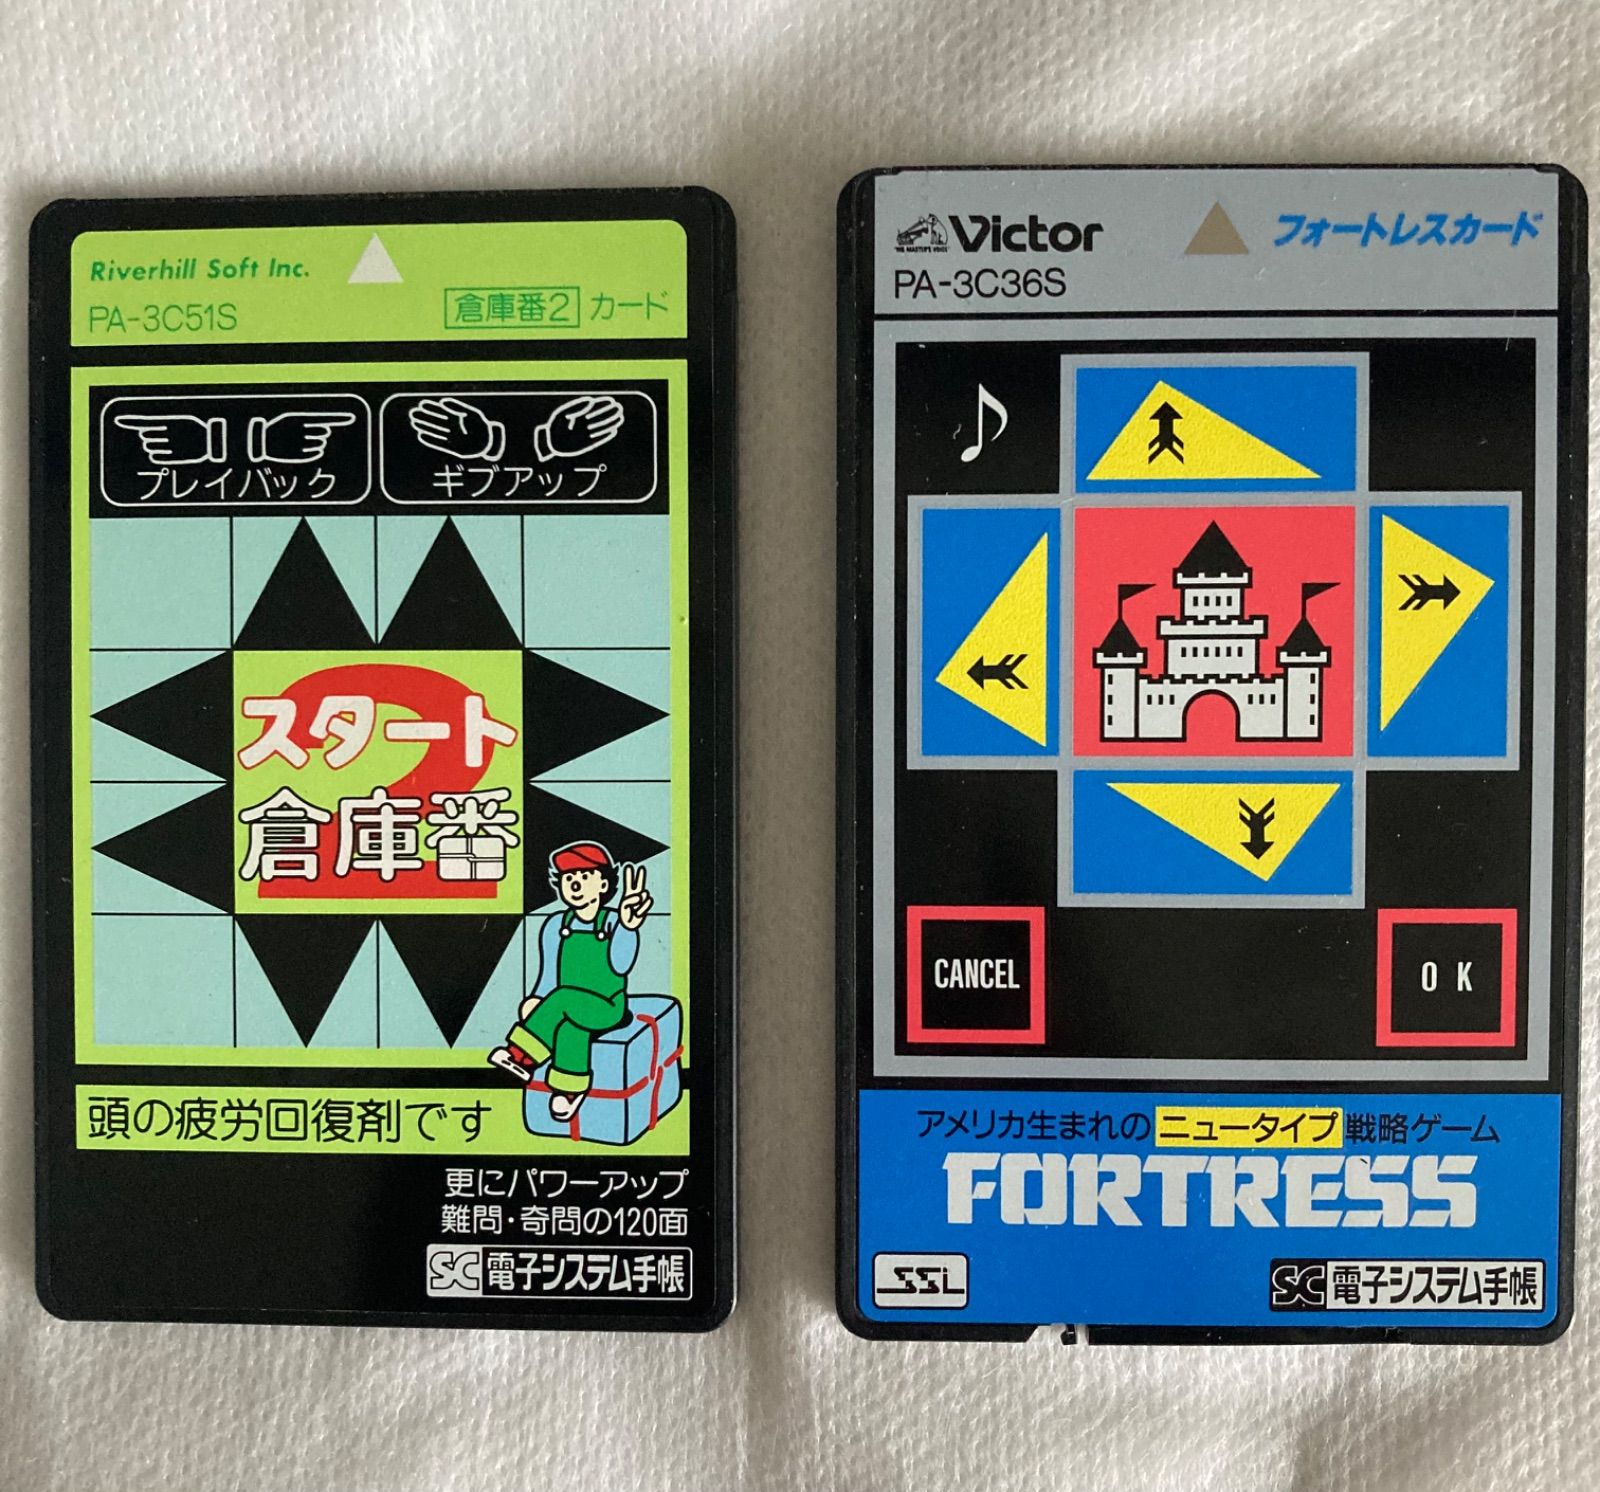 Riverhill Soft Inc.
PA-3C51S
倉庫番2 カード
プレイバック
ギブアップ
2
スタート
倉庫番
頭の疲労回復剤です
更にパワーアップ
難問・奇問の120面
SC 電子システム手帳
"HIS MASTER'S VOICE"
Victor
フォートレスカード
PA-3C36S
CANCEL
OK
アメリカ生まれのニュータイプ戦略ゲーム
FORTRESS
SSI
SC 電子システム手帳